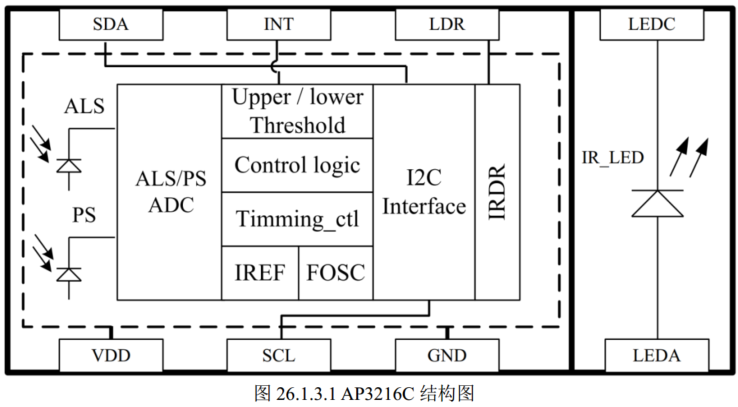 SDA
INT
LDR
LEDC
ALS
PS
ALS/PS
ADC
Upper / lower
Threshold
Control logic
Timming_ctl
IREF
FOSC
I2C
Interface
IRDR
IR_LED
VDD
SCL
GND
LEDA
图 26.1.3.1 AP3216C 结构图